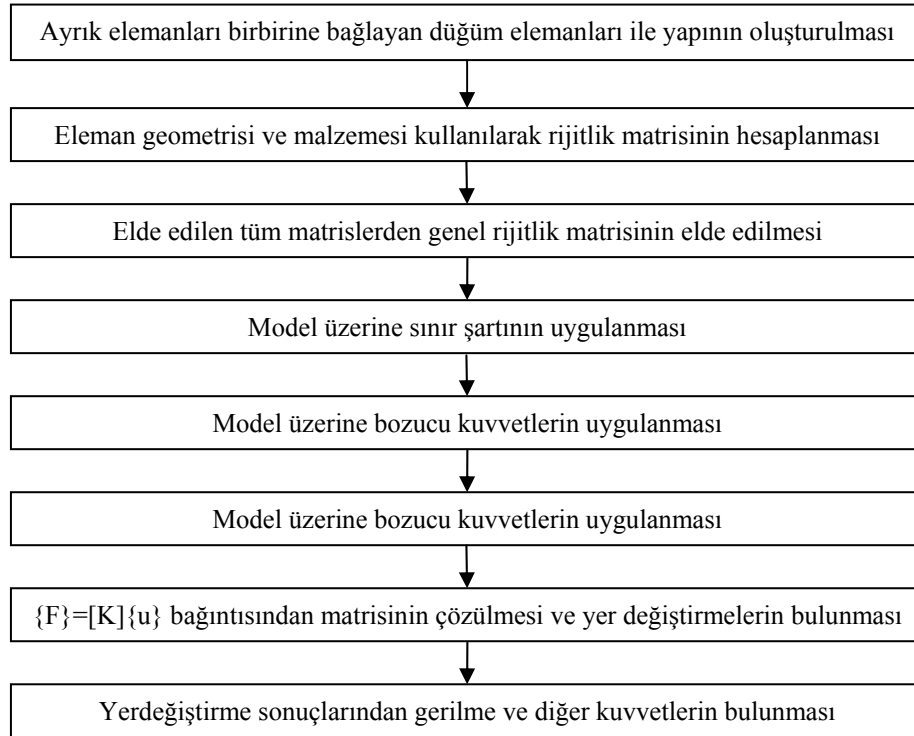 Ayrık elemanları birbirine bağlayan düğüm elemanları ile yapının oluşturulması
Eleman geometrisi ve malzemesi kullanılarak rijitlik matrisinin hesaplanması
Elde edilen tüm matrislerden genel rijitlik matrisinin elde edilmesi
Model üzerine sınır şartının uygulanması
Model üzerine bozucu kuvvetlerin uygulanması
Model üzerine bozucu kuvvetlerin uygulanması
{F}=[K]{u} bağıntısından matrisinin çözülmesi ve yer değiştirmelerin bulunması
Yerdeğiştirme sonuçlarından gerilme ve diğer kuvvetlerin bulunması